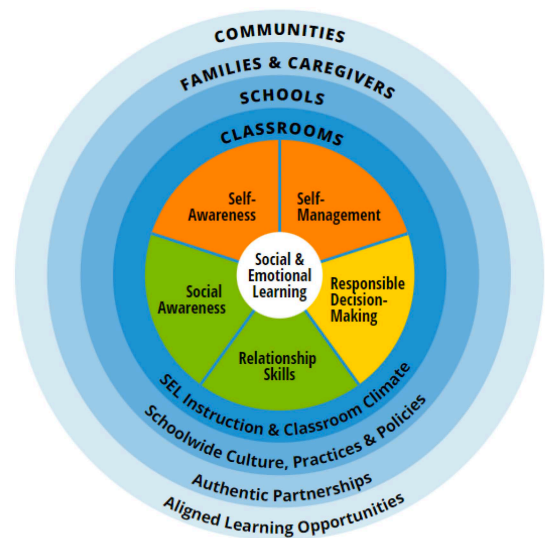 COMMUNITIES
FAMILIES & CAREGIVERS
SCHOOLS
CLASSROOMS
Self-
Awareness
Self-
Management
Social &
Emotional
Learning
Social
Awareness
Responsible
Decision-
Making
Relationship
Skills
SEL Instruction & Classroom Climate
Schoolwide Culture, Practices & Policies
Authentic Partnerships
Aligned Learning Opportunities